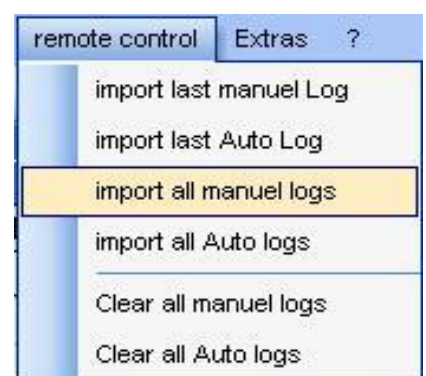 remote control Extras ?
import last manuel Log
import last Auto Log
import all manuel logs
import all Auto logs
Clear all manuel logs
Clear all Auto logs